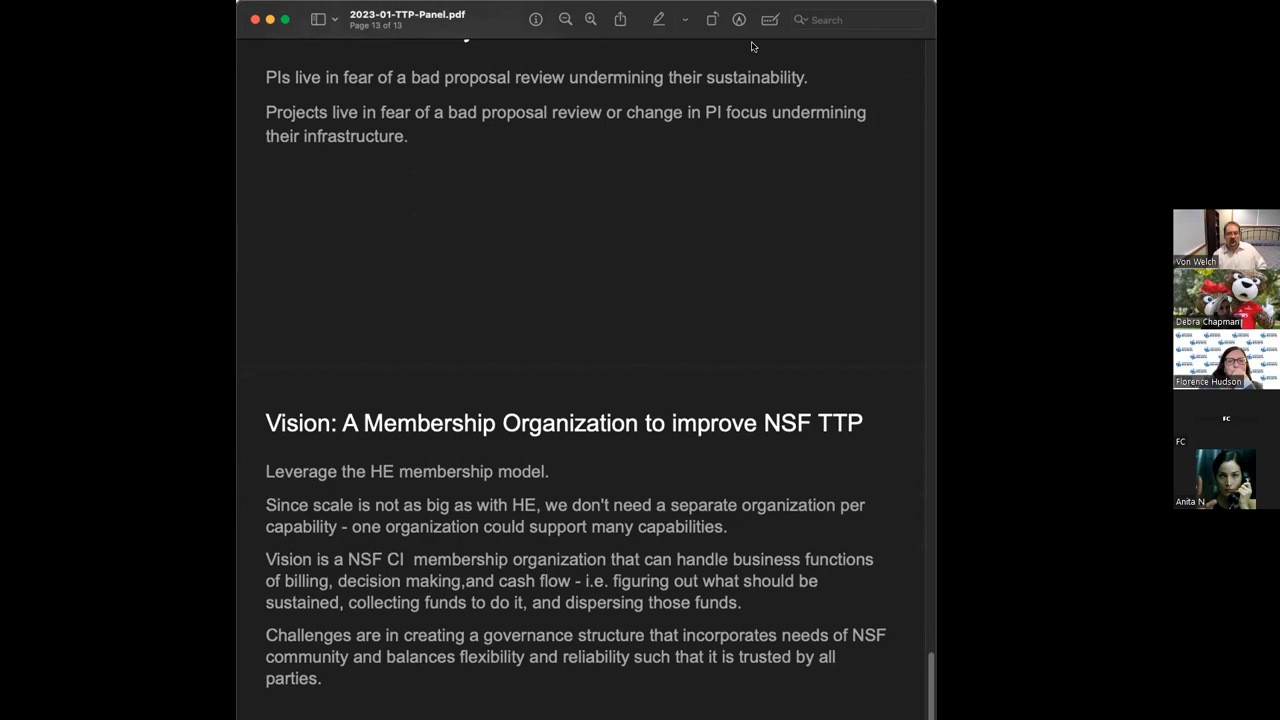 2023-01-TTP-Panel.pdf
Page 13 of 13
Search
PIs live in fear of a bad proposal review undermining their sustainability.
Projects live in fear of a bad proposal review or change in PI focus undermining
their infrastructure.
Vision: A Membership Organization to improve NSF TTP
Leverage the HE membership model.
Since scale is not as big as with HE, we don't need a separate organization per
capability - one organization could support many capabilities.
Vision is a NSF CI  membership organization that can handle business functions
of billing, decision making,and cash flow - i.e. figuring out what should be
sustained, collecting funds to do it, and dispersing those funds.
Challenges are in creating a governance structure that incorporates needs of NSF
community and balances flexibility and reliability such that it is trusted by all
parties.
Von Welch
Debra Chapman
Florence Hudson
FC
FC
Anita N